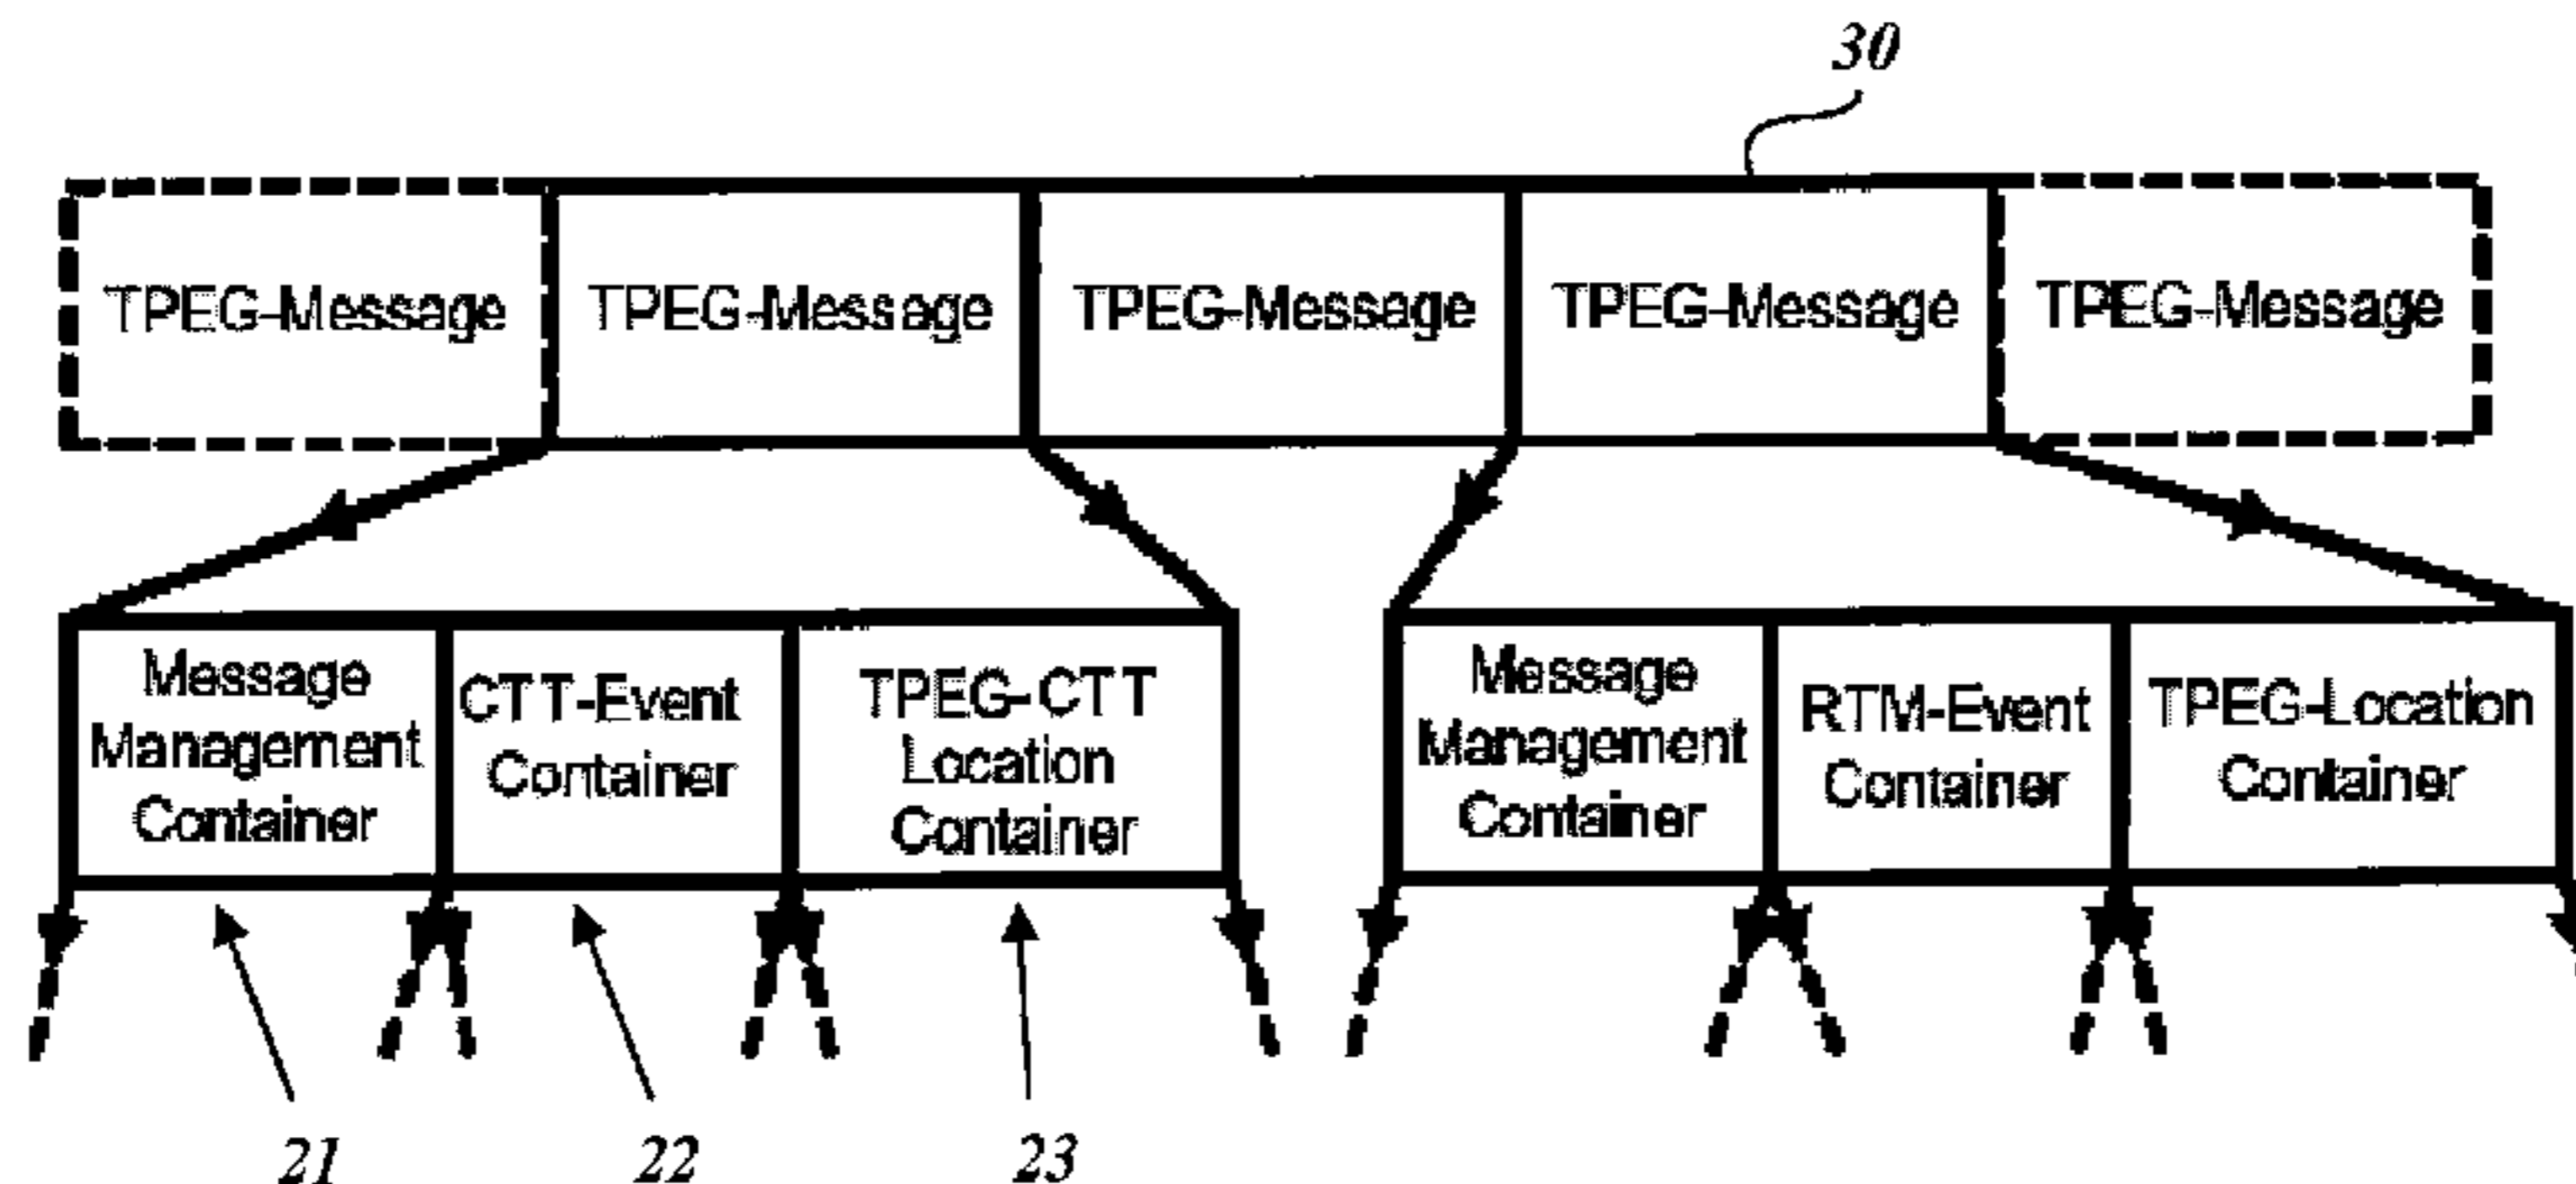 30
TPEG-Message TPEG-Message TPEG-Message TPEG-Message TPEG-Message
Message
Management
Container
CTT-Event
Container
TPEG-CTT
Location
Container
Message
Management
Container
RTM-Event
Container
TPEG-Location
Container
21 22 23